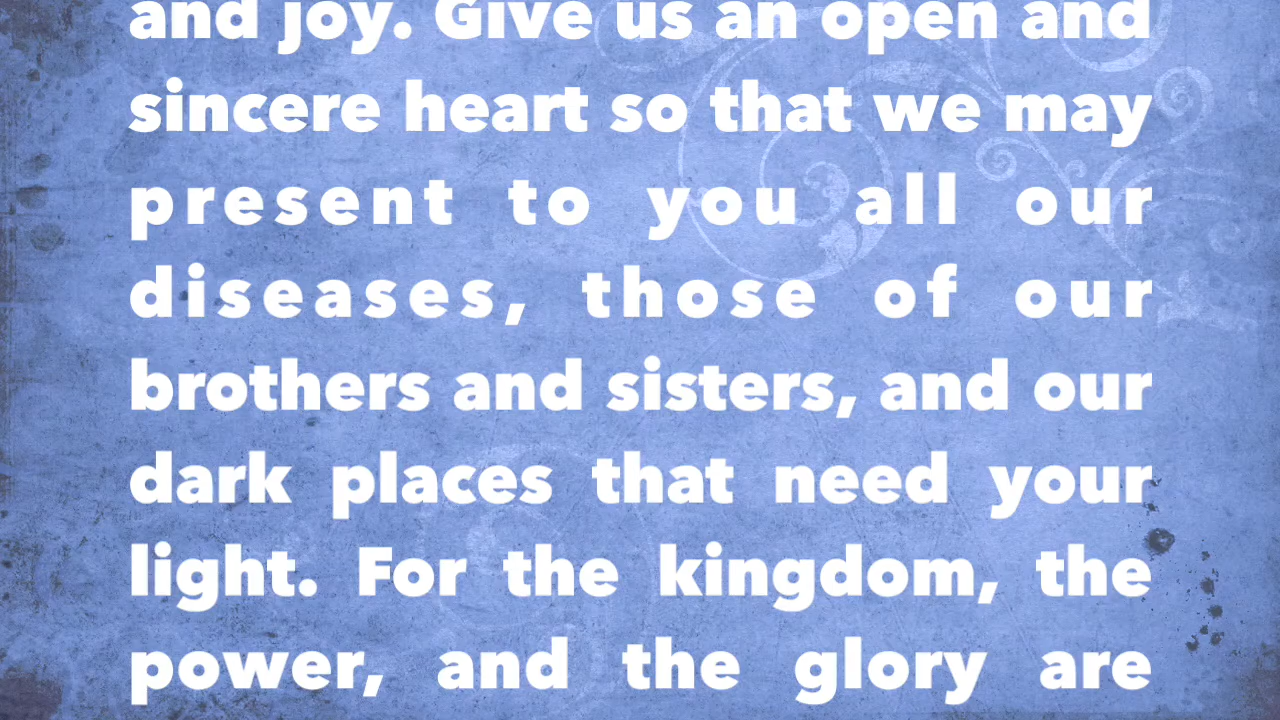 and joy. Give us an open and
sincere heart so that we may
present to you all our
diseases, those of our
brothers and sisters, and our
dark places that need your
light. For the kingdom, the
power, and the glory are